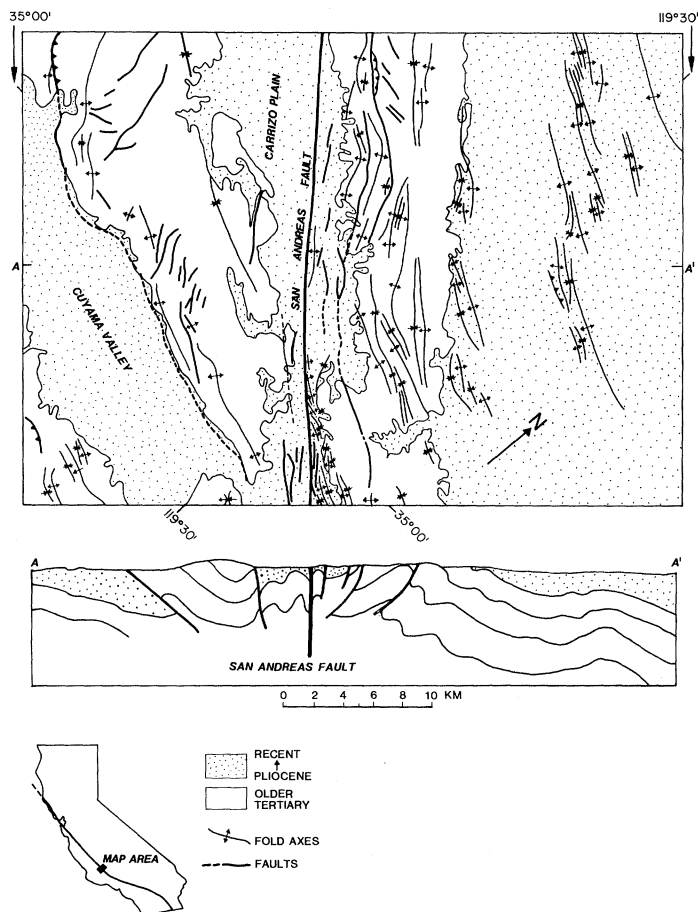 35°00'
119°30'
CARRIZO PLAIN
SAN ANDREAS FAULT
A
A'
CUYAMA VALLEY
N
119°30'
35°00'
A
A'
SAN ANDREAS FAULT
0 2 4 6 8 10 KM
RECENT
PLIOCENE
OLDER
TERTIARY
MAP AREA
FOLD AXES
FAULTS